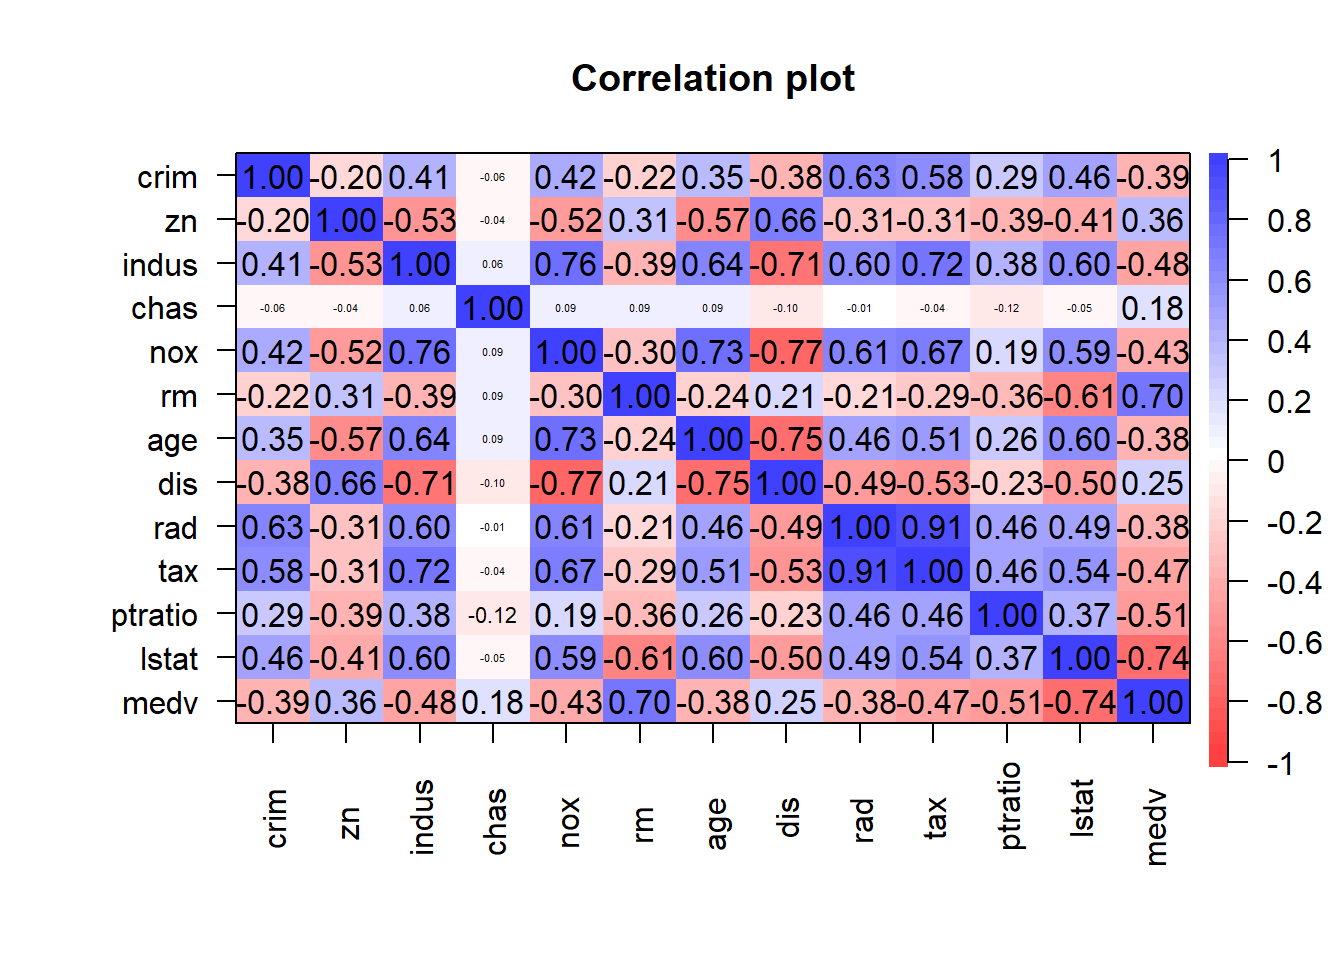 Correlation plot
crim 1.00 -0.20 0.41 -0.06 0.42 -0.22 0.35 -0.38 0.63 0.58 0.29 0.46 -0.39 1
zn -0.20 1.00 -0.53 -0.04 -0.52 0.31 -0.57 0.66 -0.31 -0.31 -0.39 -0.41 0.36 0.8
indus 0.41 -0.53 1.00 0.06 0.76 -0.39 0.64 -0.71 0.60 0.72 0.38 0.60 -0.48 0.6
chas -0.06 -0.04 0.06 1.00 0.09 0.09 0.09 -0.10 -0.01 -0.04 -0.12 -0.05 0.18
nox 0.42 -0.52 0.76 0.09 1.00 -0.30 0.73 -0.77 0.61 0.67 0.19 0.59 -0.43 0.4
rm -0.22 0.31 -0.39 0.09 -0.30 1.00 -0.24 0.21 -0.21 -0.29 -0.36 -0.61 0.70 0.2
age 0.35 -0.57 0.64 0.09 0.73 -0.24 1.00 -0.75 0.46 0.51 0.26 0.60 -0.38 0
dis -0.38 0.66 -0.71 -0.10 -0.77 0.21 -0.75 1.00 -0.49 -0.53 -0.23 -0.50 0.25
rad 0.63 -0.31 0.60 -0.01 0.61 -0.21 0.46 -0.49 1.00 0.91 0.46 0.49 -0.38 -0.2
tax 0.58 -0.31 0.72 -0.04 0.67 -0.29 0.51 -0.53 0.91 1.00 0.46 0.54 -0.47 -0.4
ptratio 0.29 -0.39 0.38 -0.12 0.19 -0.36 0.26 -0.23 0.46 0.46 1.00 0.37 -0.51
lstat 0.46 -0.41 0.60 -0.05 0.59 -0.61 0.60 -0.50 0.49 0.54 0.37 1.00 -0.74 -0.6
medv -0.39 0.36 -0.48 0.18 -0.43 0.70 -0.38 0.25 -0.38 -0.47 -0.51 -0.74 1.00 -0.8
-1
crim zn indus chas nox rm age dis rad tax ptratio lstat medv